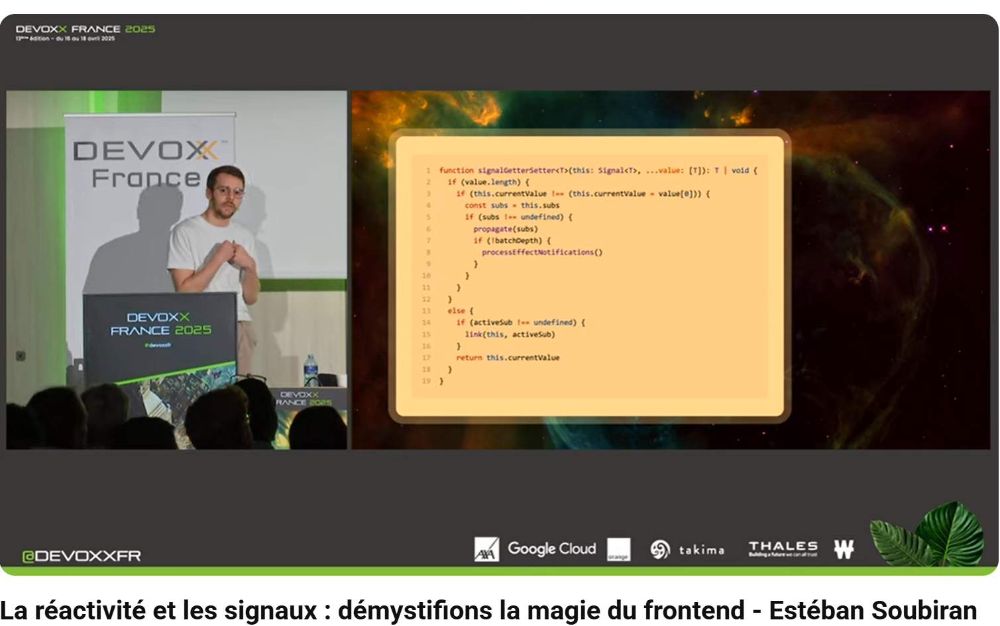 DEVOXX FRANCE 2025
13ème édition - du 16 au 18 avril 2025
DEVOXX™
France
DEVOXX
FRANCE 2025
@devoxxfr
DEVOXX
FRANCE 2025
1 function signalGetterSetter<T>(this: Signal<T>, ...value: [T]): T | void {
2 if (value.length) {
3 if (this.currentValue !== (this.currentValue = value[0])) {
4 const subs = this.subs
5 if (subs !== undefined) {
6 propagate(subs)
7 if (!batchDepth) {
8 processEffectNotifications()
9 }
10 }
11 }
12 }
13 else {
14 if (activeSub !== undefined) {
15 link(this, activeSub)
16 }
17 return this.currentValue
18 }
19 }
@DEVOXXFR
AXA Google Cloud orange takima THALES W
Building a future we can all trust
La réactivité et les signaux : démystifions la magie du frontend - Estéban Soubiran